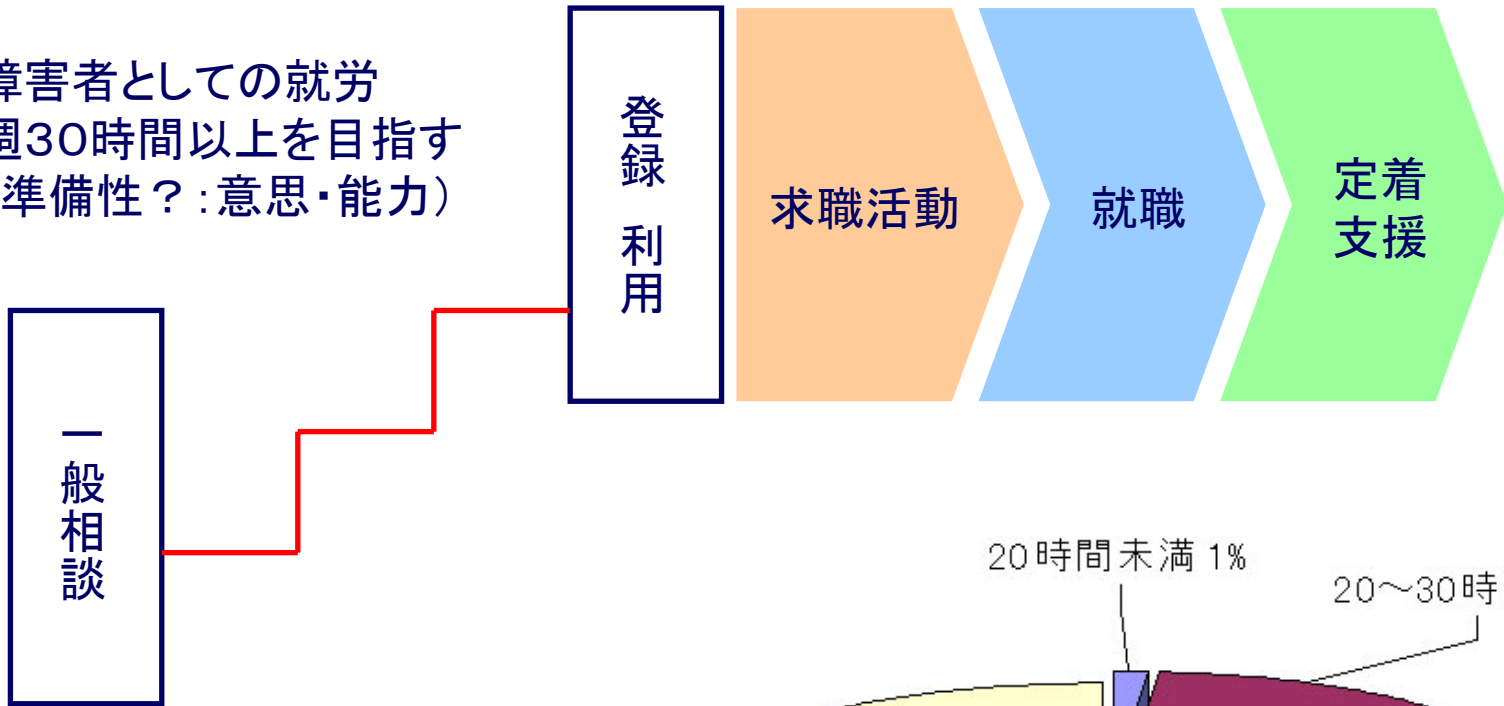 障害者としての就労
週30時間以上を目指す
準備性？：意思・能力）
一般相談
登録 利用
求職活動
就職
定着
支援
20時間未満 1%
20～30時